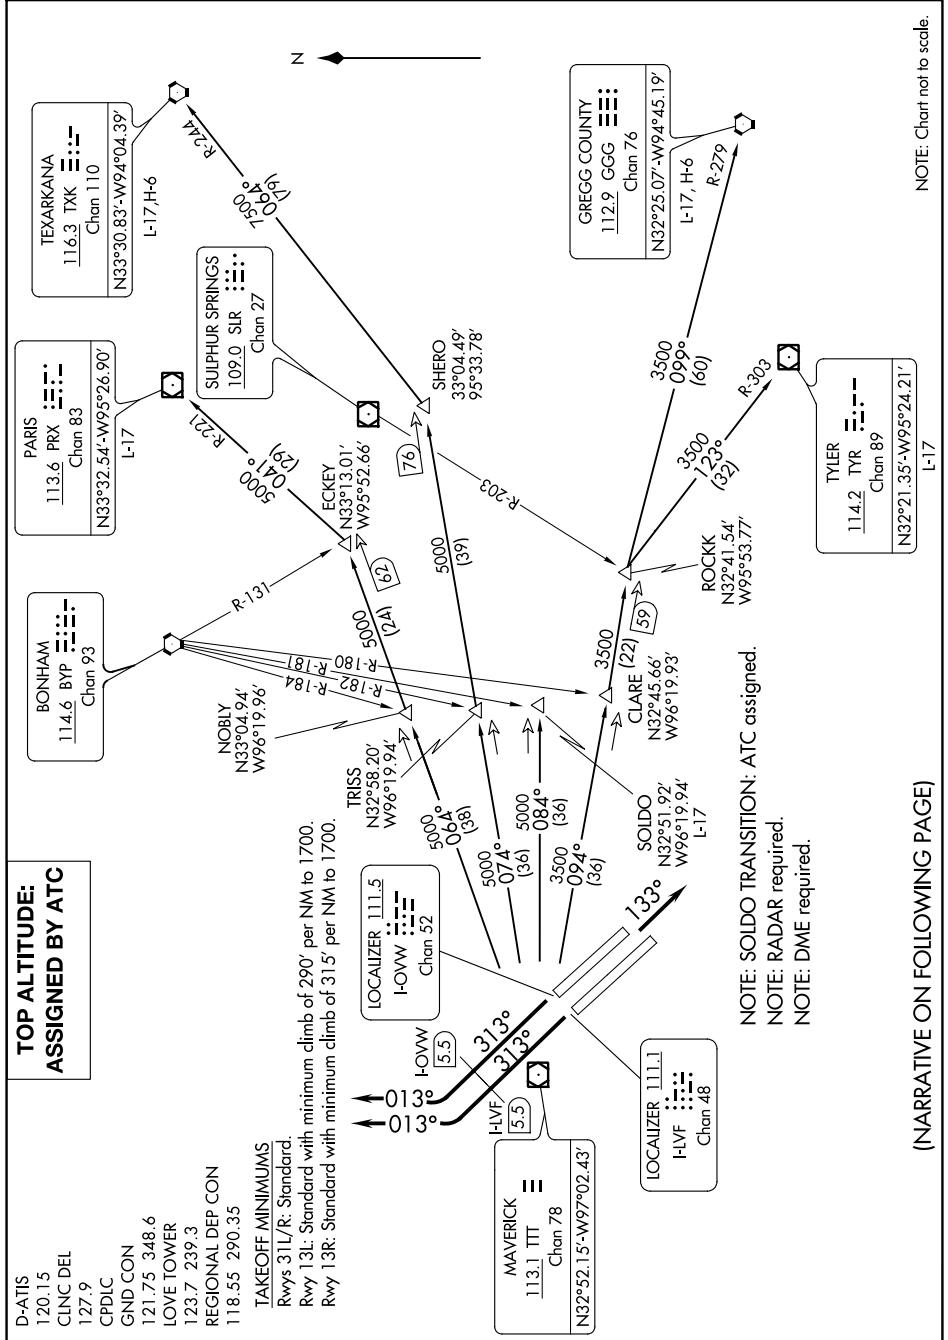 TOP ALTITUDE:
ASSIGNED BY ATC
D-ATIS
120.15
CLNC DEL
127.9
CPDLC
GND CON
121.75 348.6
LOVE TOWER
123.7 239.3
REGIONAL DEP CON
118.55 290.35
TAKEOFF MINIMUMS
Rwys 31L/R: Standard.
Rwy 13L: Standard with minimum climb of 290' per NM to 1700.
Rwy 13R: Standard with minimum climb of 315' per NM to 1700.
BONHAM
114.6 BYP
Chan 93
PARIS
113.6 PRX
Chan 83
N33°32.54'-W95°26.90'
L-17
TEXARKANA
116.3 TXK
Chan 110
N33°30.83'-W94°04.39'
L-17,H-6
SULPHUR SPRINGS
109.0 SLR
Chan 27
N
R-131
R-221
5000
041°
(29)
R-244
7500
064°
(79)
ECKEY
N33°13.01'
W95°52.66'
62
76
SHERO
33°04.49'
95°33.78'
R-184
R-182
R-181
R-180
R-203
NOBLY
N33°04.94'
W96°19.96'
5000
(24)
TRISS
N32°58.20'
W96°19.94'
5000
(39)
5000
064°
(38)
5000
074°
(36)
5000
084°
(36)
3500
094°
(36)
SOLDO
N32°51.92'
W96°19.94'
L-17
CLARE
N32°45.66'
W96°19.93'
3500
(22)
59
ROCKK
N32°41.54'
W95°53.77'
3500
099°
(60)
R-279
3500
123°
(32)
R-303
GREGG COUNTY
112.9 GGG
Chan 76
N32°25.07'-W94°45.19'
L-17, H-6
TYLER
114.2 TYR
Chan 89
N32°21.35'-W95°24.21'
L-17
LOCALIZER 111.5
I-OVW
Chan 52
I-OVW
5.5
I-LVF
5.5
013°
013°
313°
313°
133°
LOCALIZER 111.1
I-LVF
Chan 48
MAVERICK
113.1 TTT
Chan 78
N32°52.15'-W97°02.43'
NOTE: SOLDO TRANSITION: ATC assigned.
NOTE: RADAR required.
NOTE: DME required.
(NARRATIVE ON FOLLOWING PAGE)
NOTE: Chart not to scale.